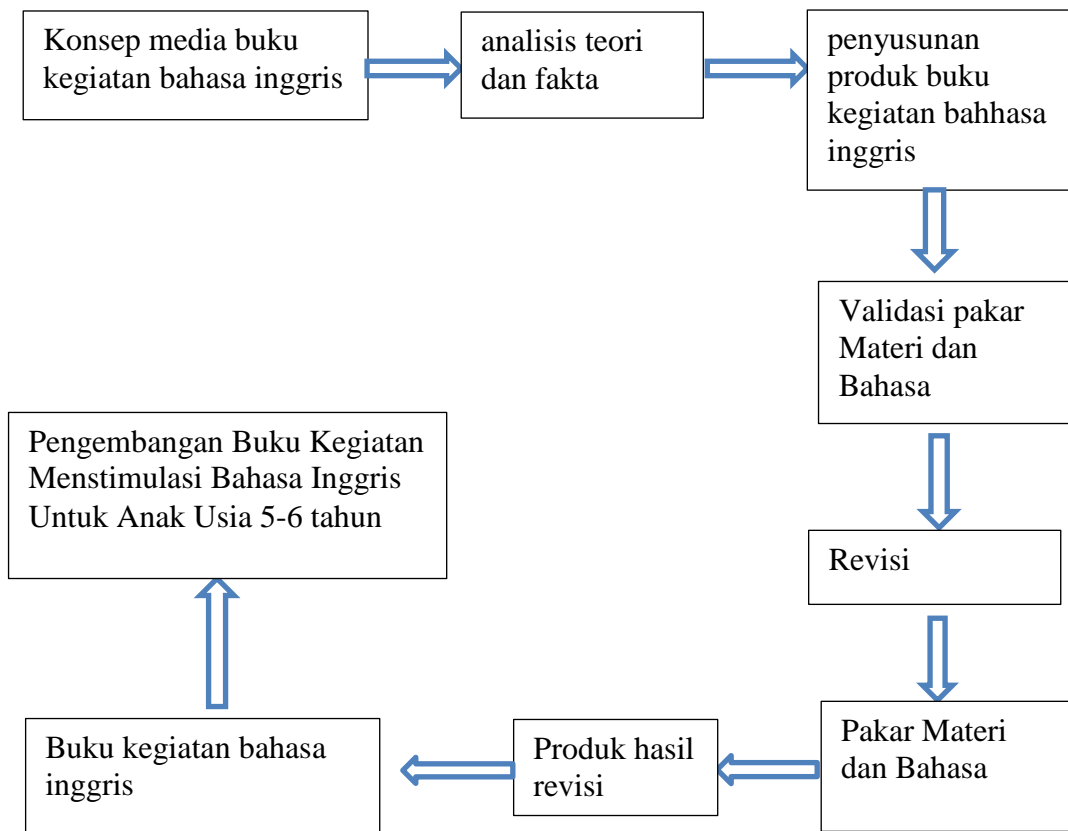 Konsep media buku
kegiatan bahasa inggris
analisis teori
dan fakta
penyusunan
produk buku
kegiatan bahhasa
inggris
Validasi pakar
Materi dan
Bahasa
Revisi
Pakar Materi
dan Bahasa
Produk hasil
revisi
Buku kegiatan bahasa
inggris
Pengembangan Buku Kegiatan
Menstimulasi Bahasa Inggris
Untuk Anak Usia 5-6 tahun